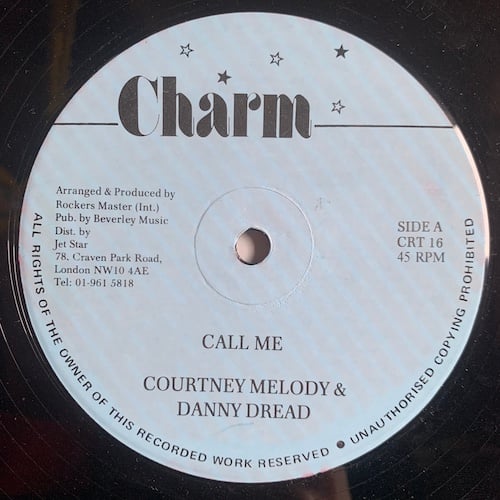 Charm
Arranged & Produced by
Rockers Master (Int.)
Pub. by Beverley Music
Dist. by
Jet Star
78, Craven Park Road,
London NW10 4AE
Tel: 01-961 5818
SIDE A
CRT 16
45 RPM
CALL ME
COURTNEY MELODY &
DANNY DREAD
ALL RIGHTS OF THE OWNER OF THIS RECORDED WORK RESERVED ● UNAUTHORISED COPYING PROHIBITED